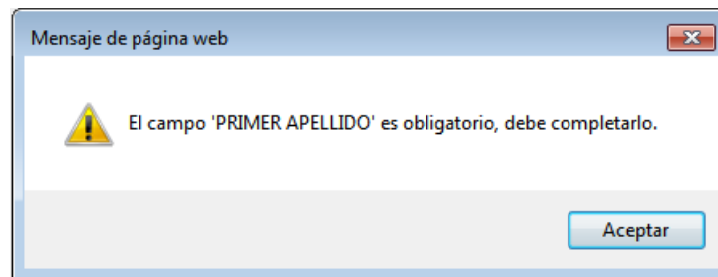 Mensaje de página web
El campo 'PRIMER APELLIDO' es obligatorio, debe completarlo.
Aceptar